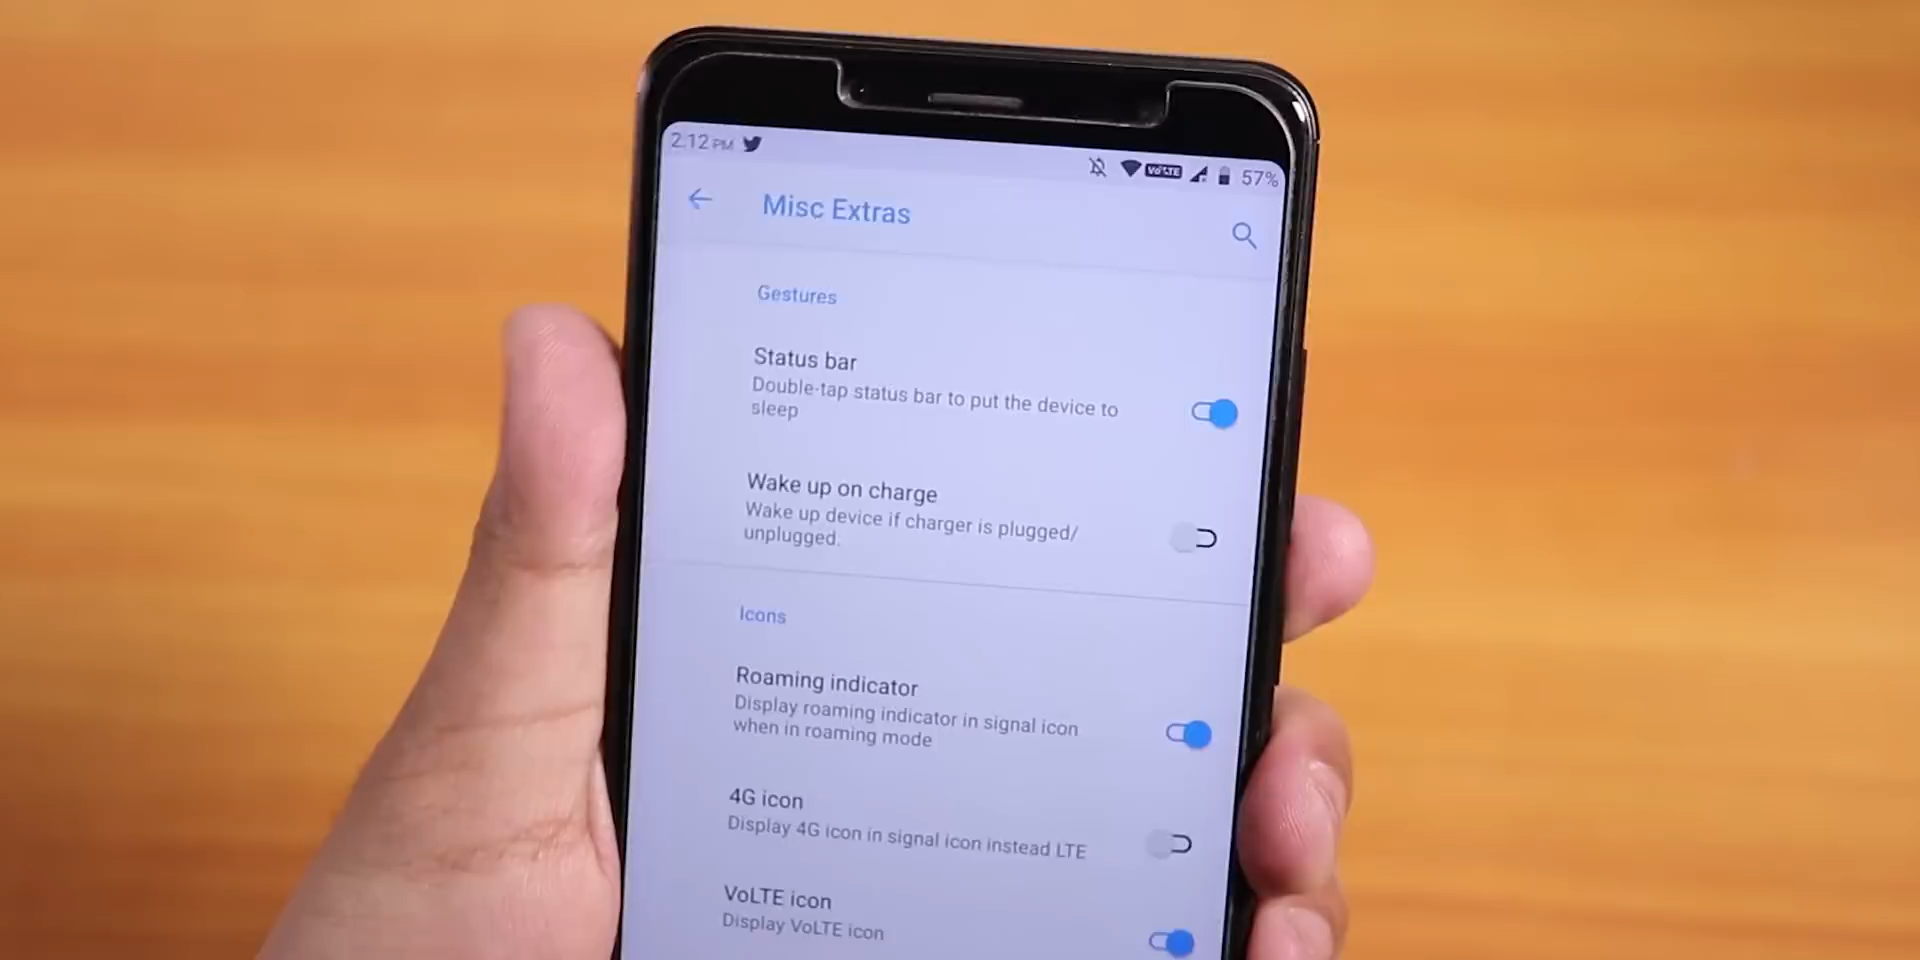 2.12 PM
VoLTE 57%
Misc Extras
Gestures
Status bar
Double-tap status bar to put the device to
sleep
Wake up on charge
Wake up device if charger is plugged/
unplugged.
Icons
Roaming indicator
Display roaming indicator in signal icon
when in roaming mode
4G icon
Display 4G icon in signal icon instead LTE
VoLTE icon
Display VoLTE icon